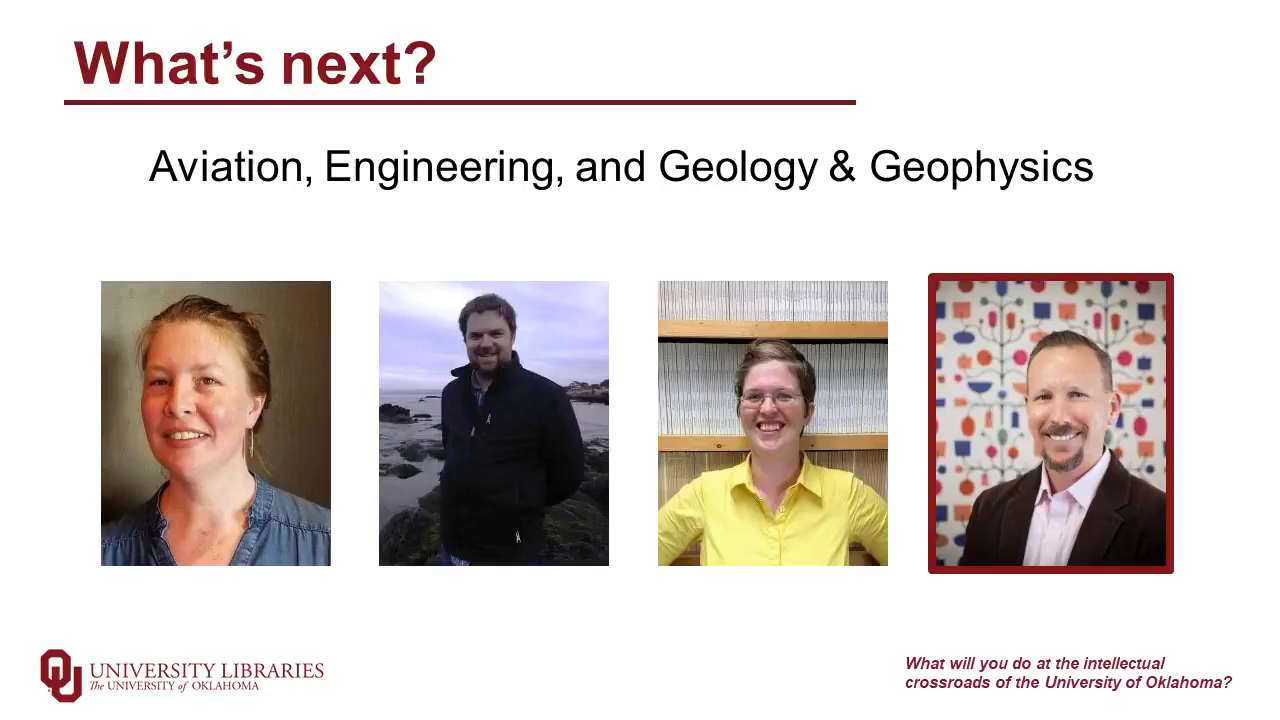 What's next?
Aviation, Engineering, and Geology & Geophysics
UNIVERSITY LIBRARIES
The UNIVERSITY of OKLAHOMA
What will you do at the intellectual
crossroads of the University of Oklahoma?